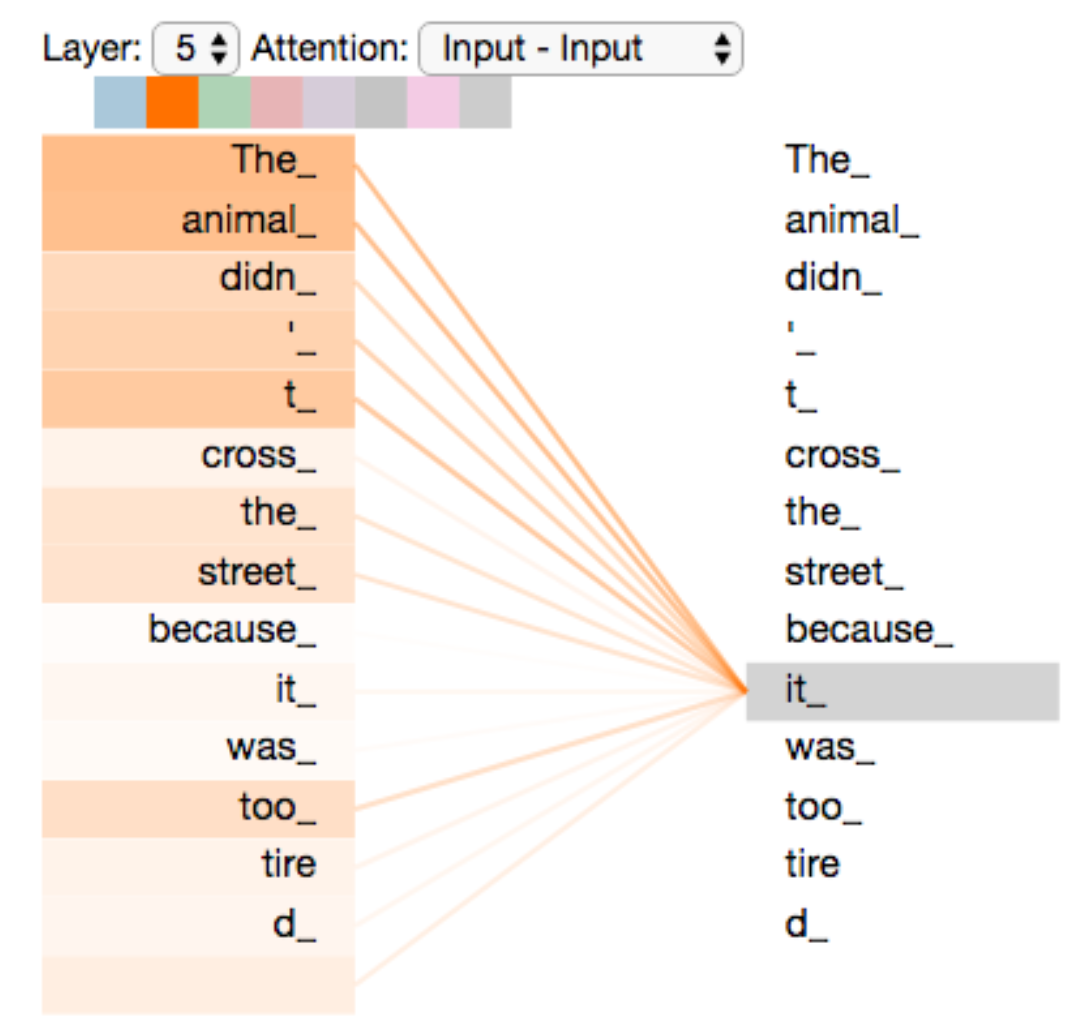 Layer: 5 Attention: Input - Input
The_ The_
animal_ animal_
didn_ didn_
'_ '_
t_ t_
cross_ cross_
the_ the_
street_ street_
because_ because_
it_ it_
was_ was_
too_ too_
tire tire
d_ d_